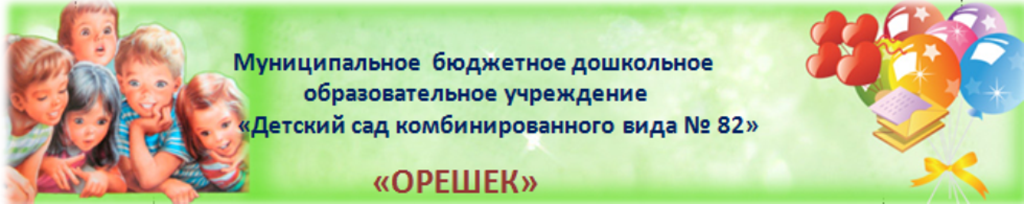 Муниципальное бюджетное дошкольное
образовательное учреждение
«Детский сад комбинированного вида № 82»
«ОРЕШЕК»